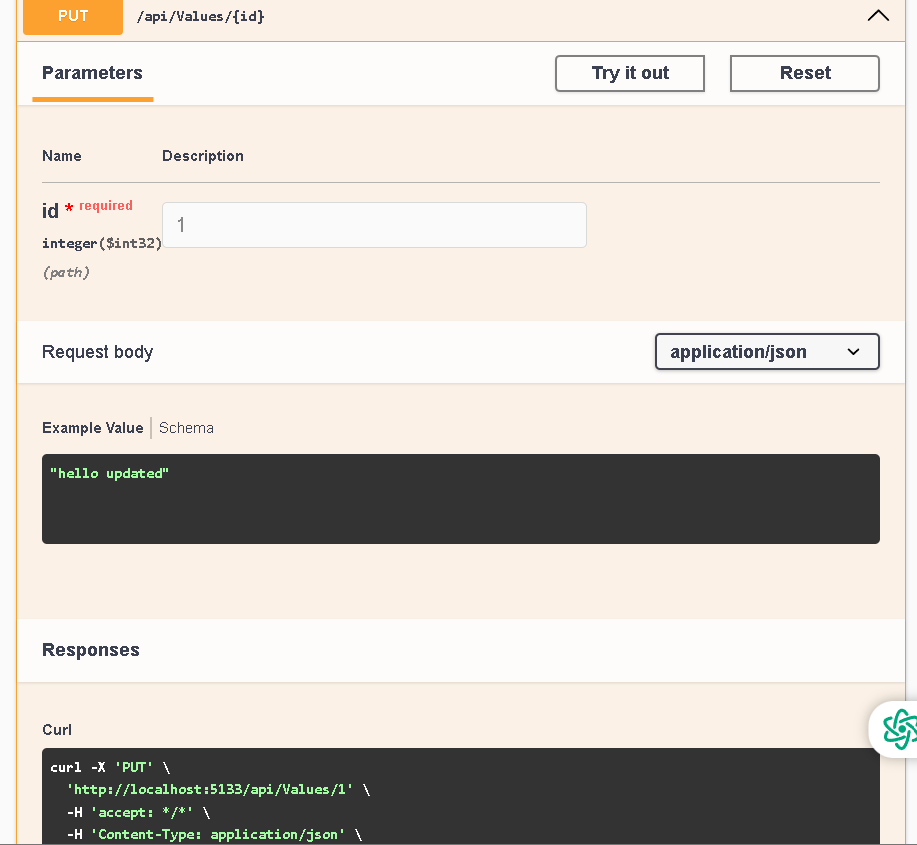 PUT /api/Values/{id}
Parameters
Try it out
Reset
Name Description
id * required
1
integer($int32)
(path)
Request body
application/json
Example Value
Schema
"hello updated"
Responses
Curl
curl -X 'PUT' \
'http://localhost:5133/api/Values/1' \
-H 'accept: */*' \
-H 'Content-Type: application/json' \